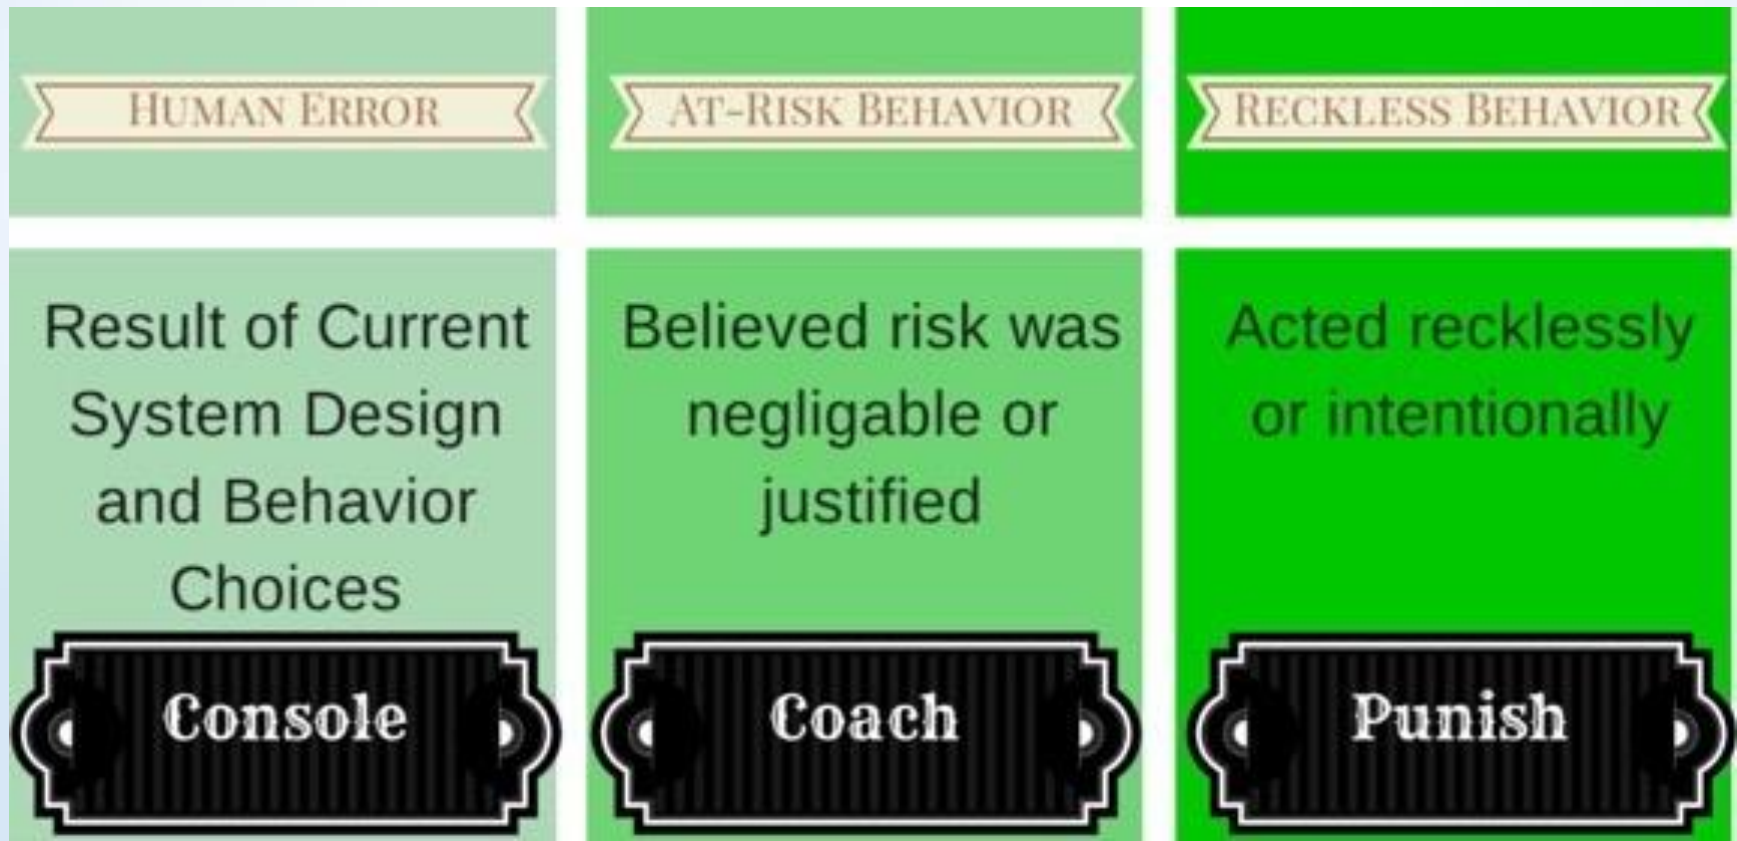 HUMAN ERROR
AT-RISK BEHAVIOR
RECKLESS BEHAVIOR
Result of Current
System Design
and Behavior
Choices
Console
Believed risk was
negligable or
justified
Coach
Acted recklessly
or intentionally
Punish